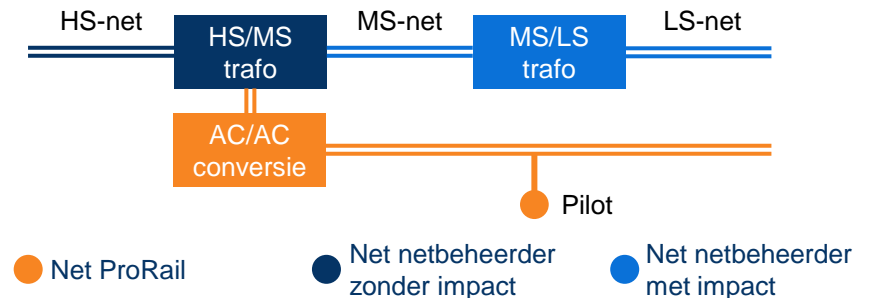 HS-net
MS-net
LS-net
HS/MS
trafo
MS/LS
trafo
AC/AC
conversie
Pilot
Net ProRail
Net netbeheerder
zonder impact
Net netbeheerder
met impact